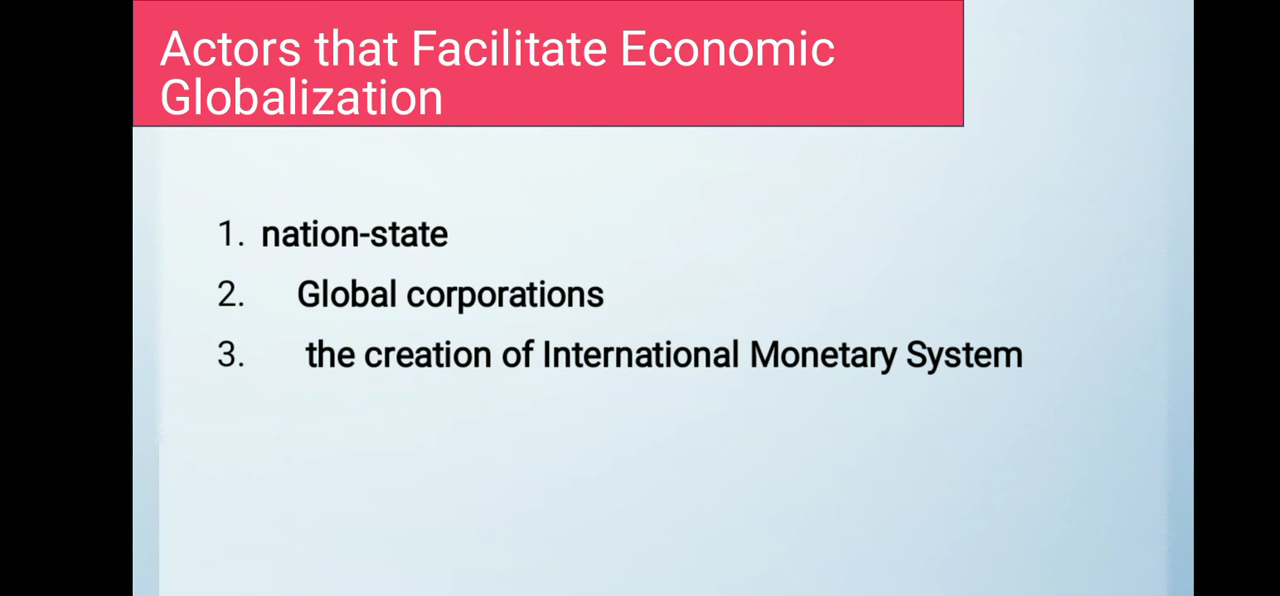 Actors that Facilitate Economic
Globalization
1. nation-state
2. Global corporations
3. the creation of International Monetary System